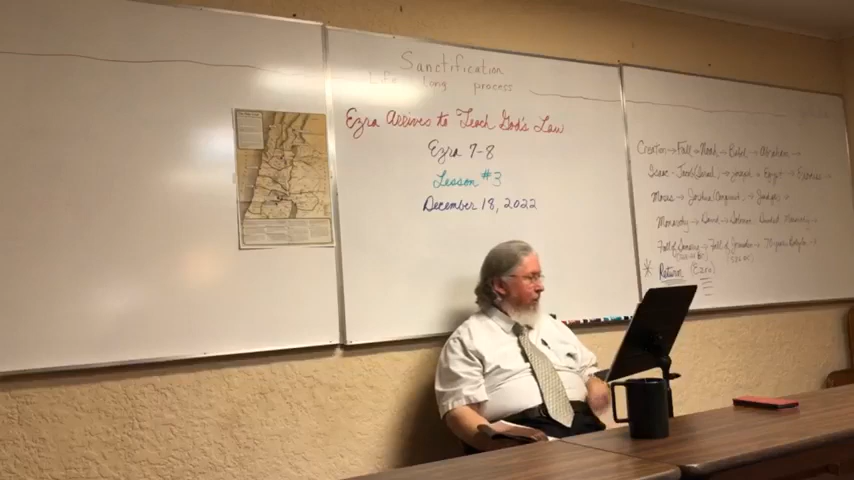 Sanctification
Life long process
Ezra Arrives to Teach God's Law
Ezra 7-8
Lesson #3
December 18, 2022
Creation → Fall → Noah → Babel → Abraham →
Isaac → Jacob (Israel) → Joseph → Egypt → Exodus →
Moses → Joshua (Conquest) → Judges →
Monarchy → David → Solomon Divided Monarchy →
Fall of Samaria → Fall of Jerusalem → 70 years Babylon →
* Return (Ezra)